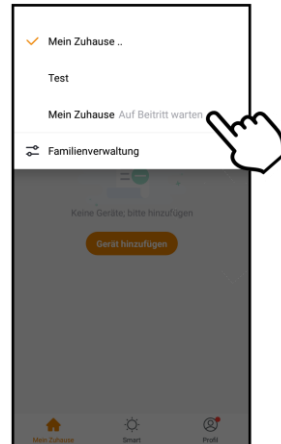 Mein Zuhause ..
Test
Mein Zuhause Auf Beitritt warten
Familienverwaltung
Keine Geräte, bitte hinzufügen
Gerät hinzufügen
Mein Zuhause Smart Profil